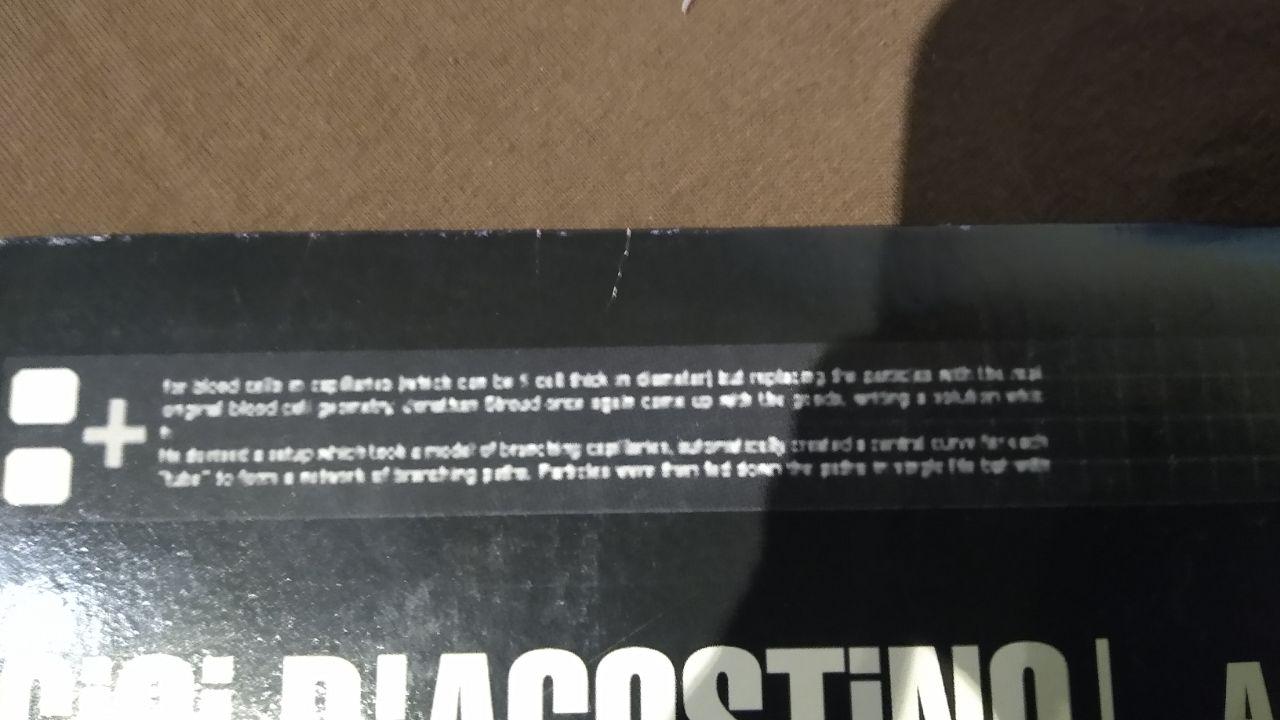 for blood cells in capillaries (which can be 1 cell thick in diameter) but replacing the particles with the real
original blood cell geometry. Jonathan Stroud once again came up with the goods, writing a solution
He devised a setup which took a model of branching capillaries, automatically created a central curve for each
"tube" to form a network of branching paths. Particles were then fed down the paths in single file but with
GiGi D'AGOSTiNO